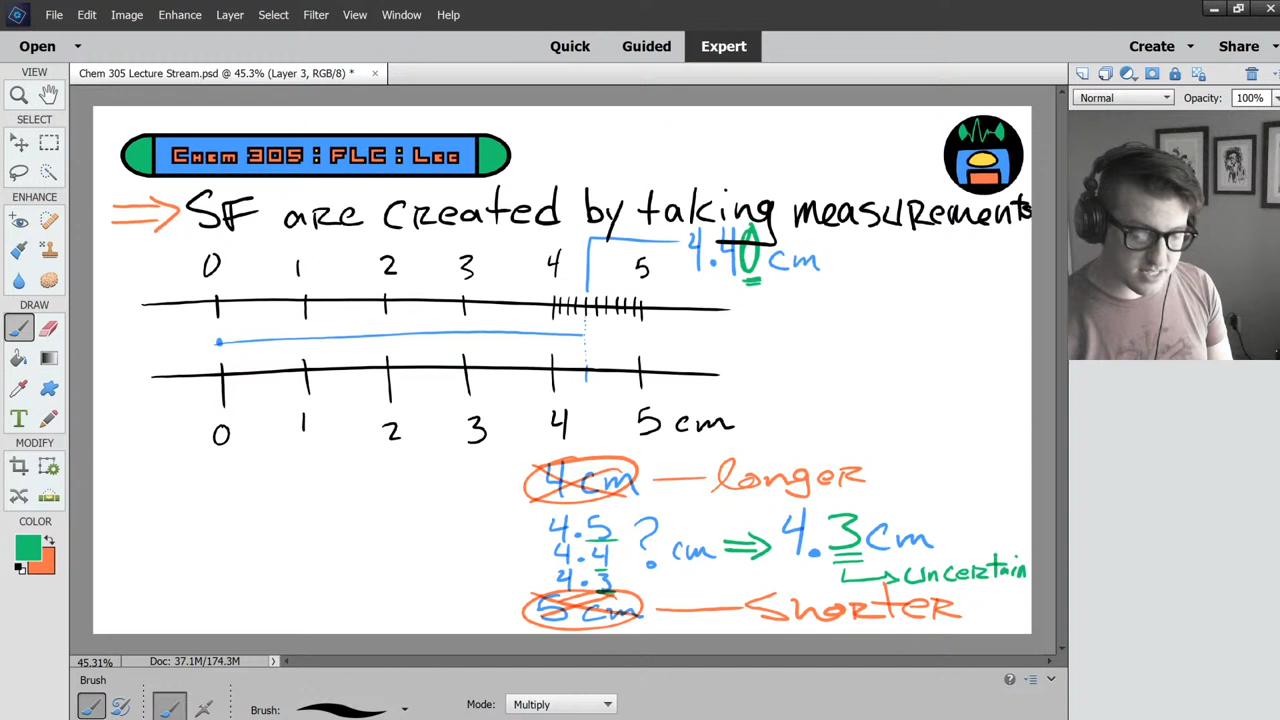 File Edit Image Enhance Layer Select Filter View Window Help
Open Quick Guided Expert Create Share
Chem 305 Lecture Stream.psd @ 45.3% (Layer 3, RGB/8) * ×
VIEW
SELECT
ENHANCE
DRAW
MODIFY
COLOR
Normal Opacity: 100%
Chem 305 : FLC : Lec
⇒ SF are created by taking measurements
4.40 cm
0 1 2 3 4 5
0 1 2 3 4 5 cm
4 cm — longer
4.5
4.4 ? cm ⇒ 4.3 cm
4.3
uncertain
5 cm — shorter
45.31% Doc: 37.1M/174.3M
Brush
Brush: Mode: Multiply